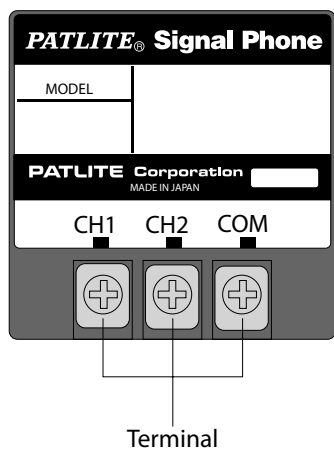 PATLITE® Signal Phone
MODEL
PATLITE Corporation
MADE IN JAPAN
CH1 CH2 COM
Terminal